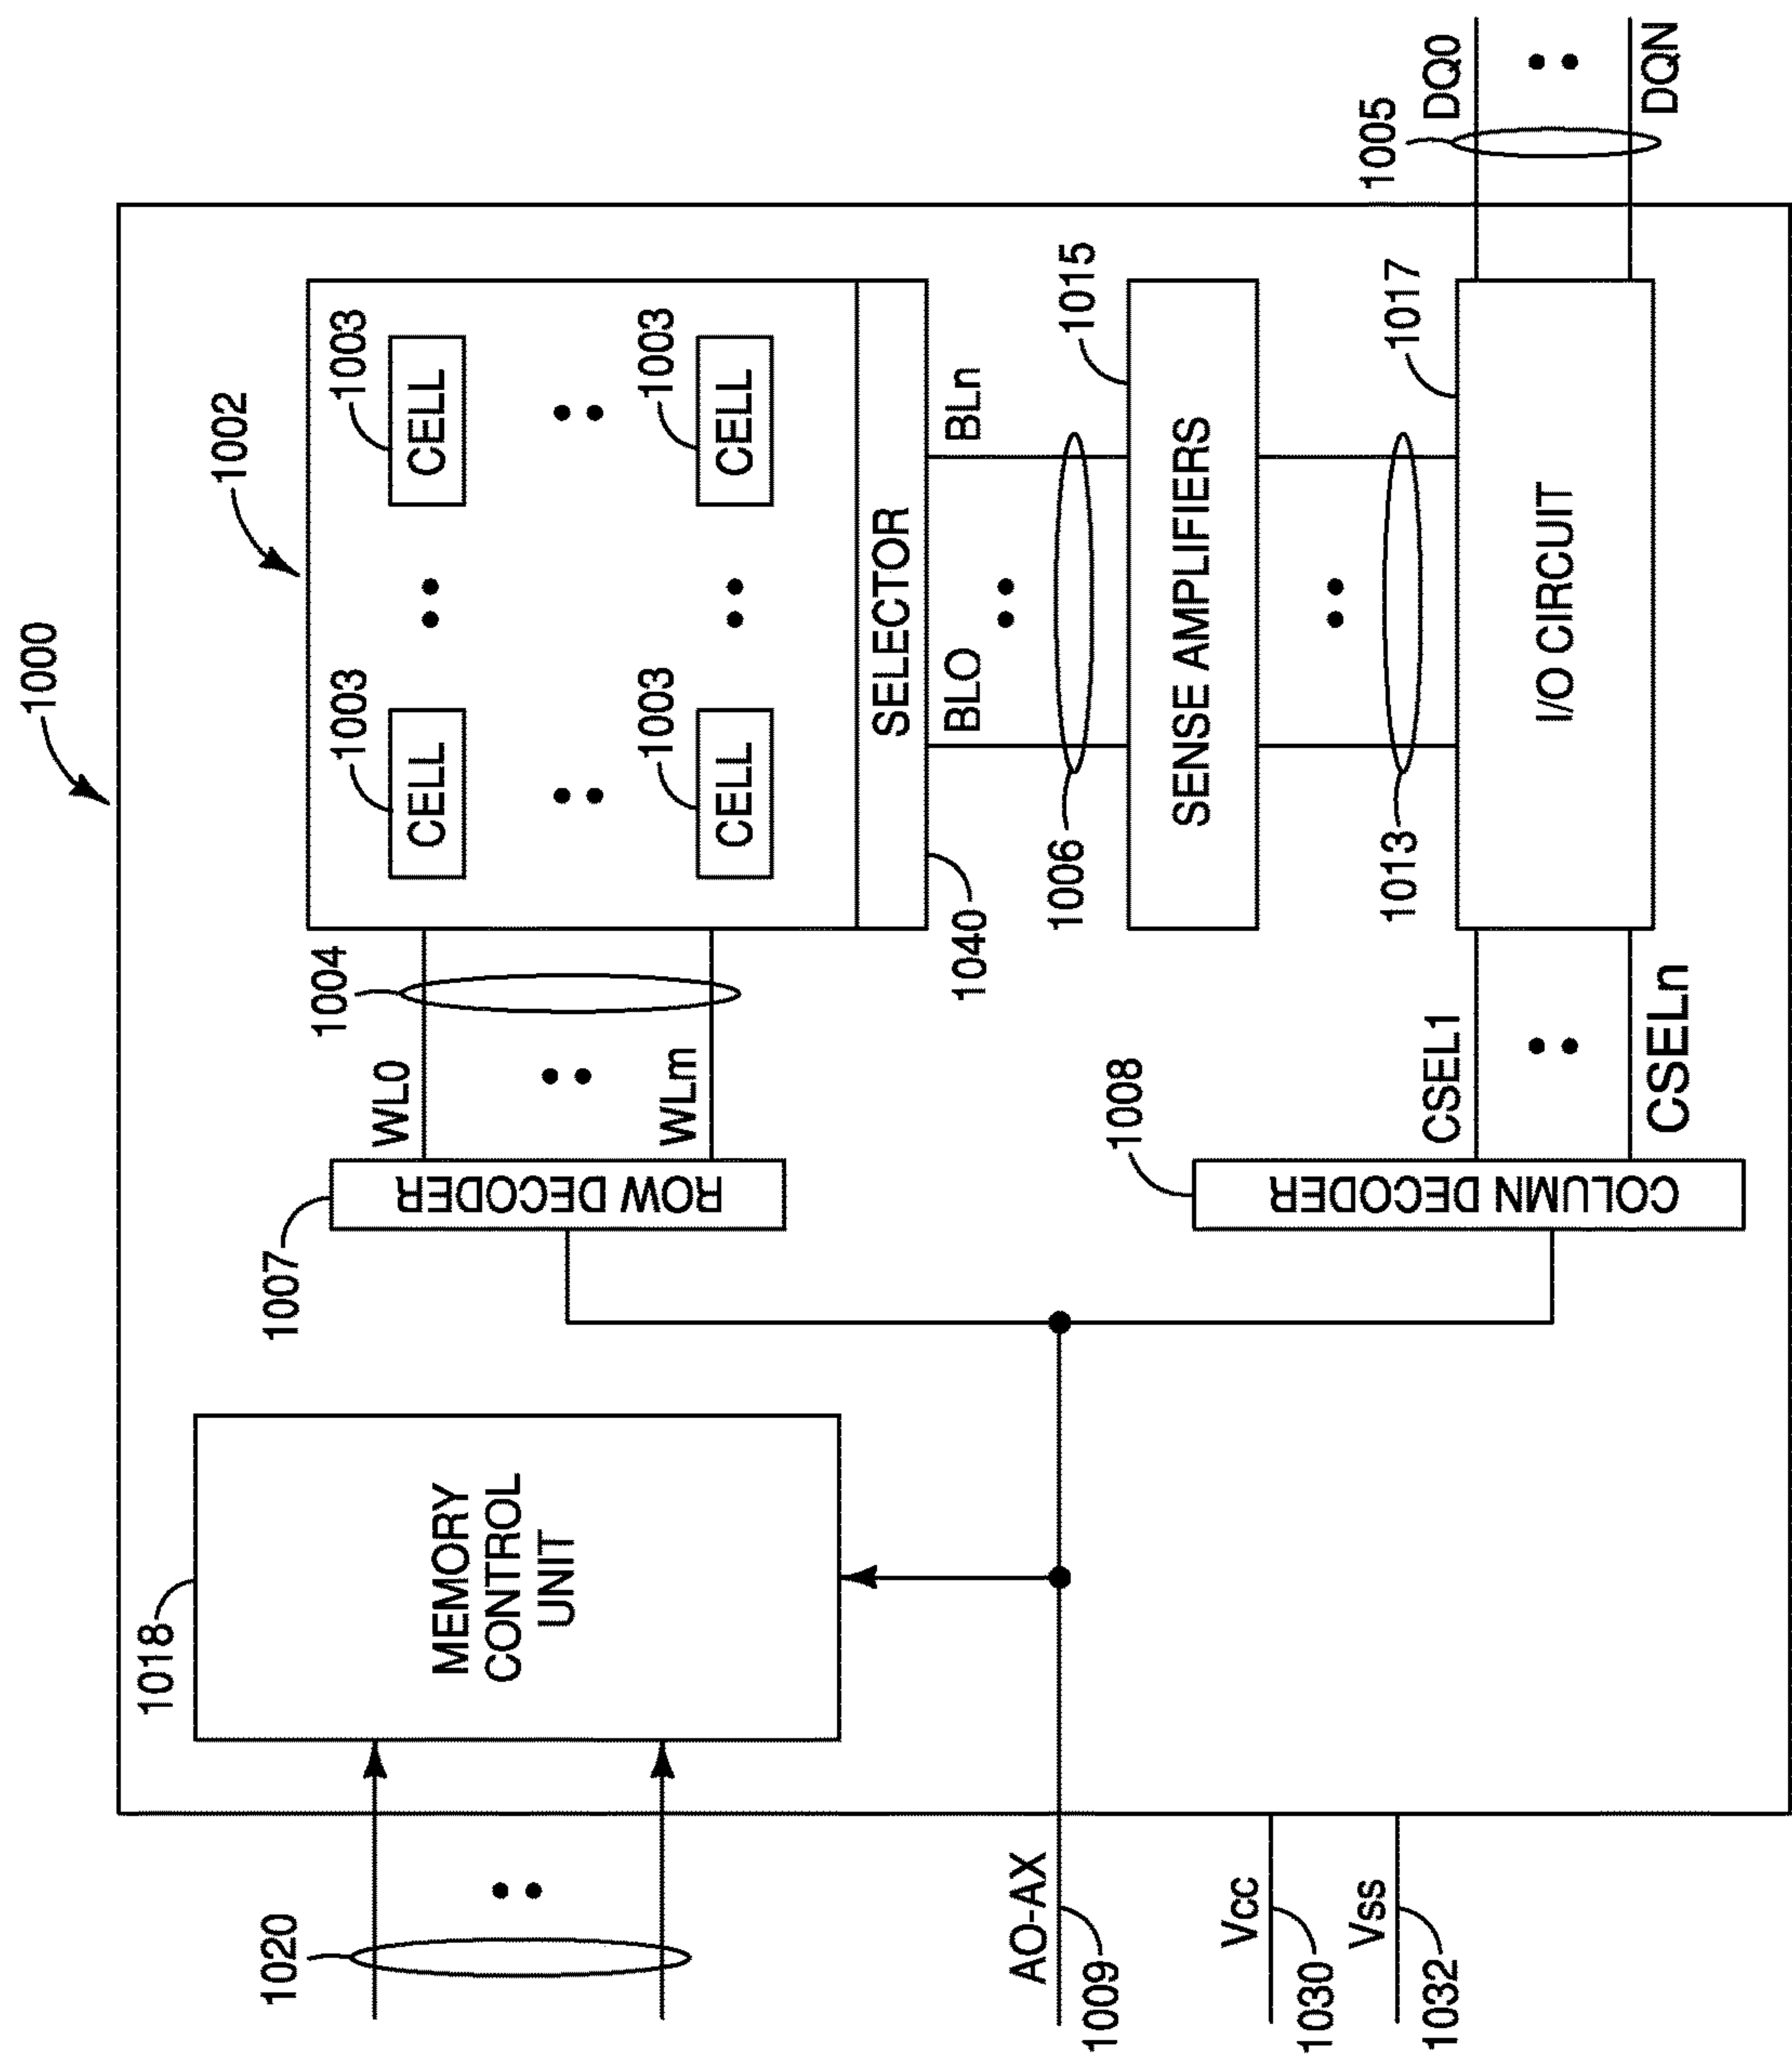 1000
1002
1018
MEMORY
CONTROL
UNIT
1020
1007
ROW DECODER
WL0
WLm
1004
1003
CELL
1003
CELL
1003
CELL
1003
CELL
SELECTOR
1040
BLO
BLn
1006
1015
SENSE AMPLIFIERS
1013
1017
I/O CIRCUIT
1008
COLUMN DECODER
CSEL1
CSELn
1005
DQ0
DQN
AO-AX
1009
Vcc
1030
Vss
1032